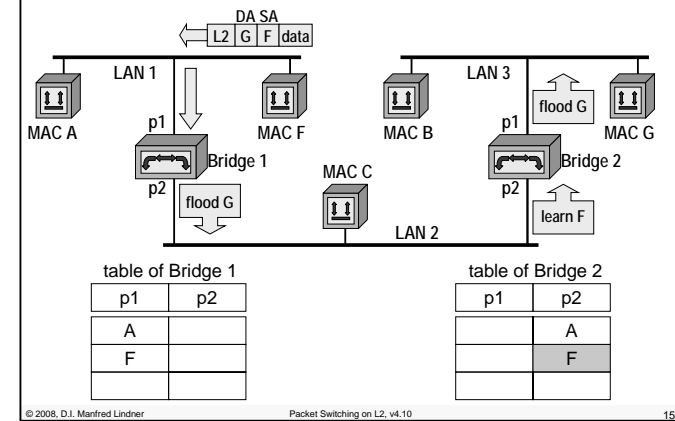 DA SA
L2 G F data
LAN 1
LAN 3
flood G
MAC A
p1
MAC F
MAC B
p1
MAC G
Bridge 1
Bridge 2
MAC C
p2
flood G
p2
learn F
LAN 2
table of Bridge 1
table of Bridge 2
p1 p2
p1 p2
A
A
F
F
© 2008, D.I. Manfred Lindner
Packet Switching on L2, v4.10
15